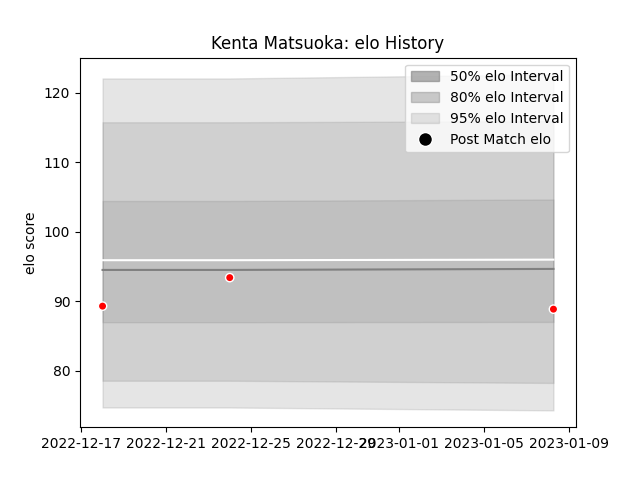 Kenta Matsuoka: elo History
50% elo Interval
80% elo Interval
95% elo Interval
Post Match elo
elo score
120
110
100
90
80
2022-12-17 2022-12-21 2022-12-25 2022-12-29 2023-01-01 2023-01-05 2023-01-09